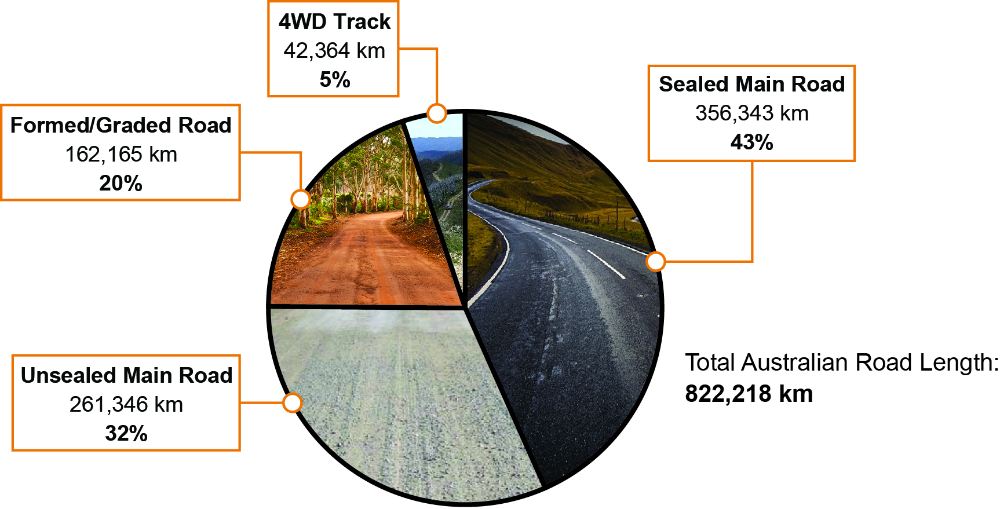 4WD Track
42,364 km
5%
Sealed Main Road
356,343 km
43%
Formed/Graded Road
162,165 km
20%
Unsealed Main Road
261,346 km
32%
Total Australian Road Length:
822,218 km